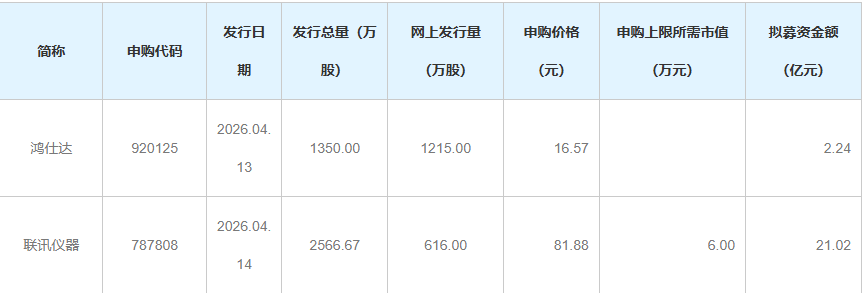 简称 申购代码 发行日期 发行总量（万股） 网上发行量（万股） 申购价格（元） 申购上限所需市值（万元） 拟募资金额（亿元）
鸿仕达 920125 2026.04.13 1350.00 1215.00 16.57 2.24
联讯仪器 787808 2026.04.14 2566.67 616.00 81.88 6.00 21.02